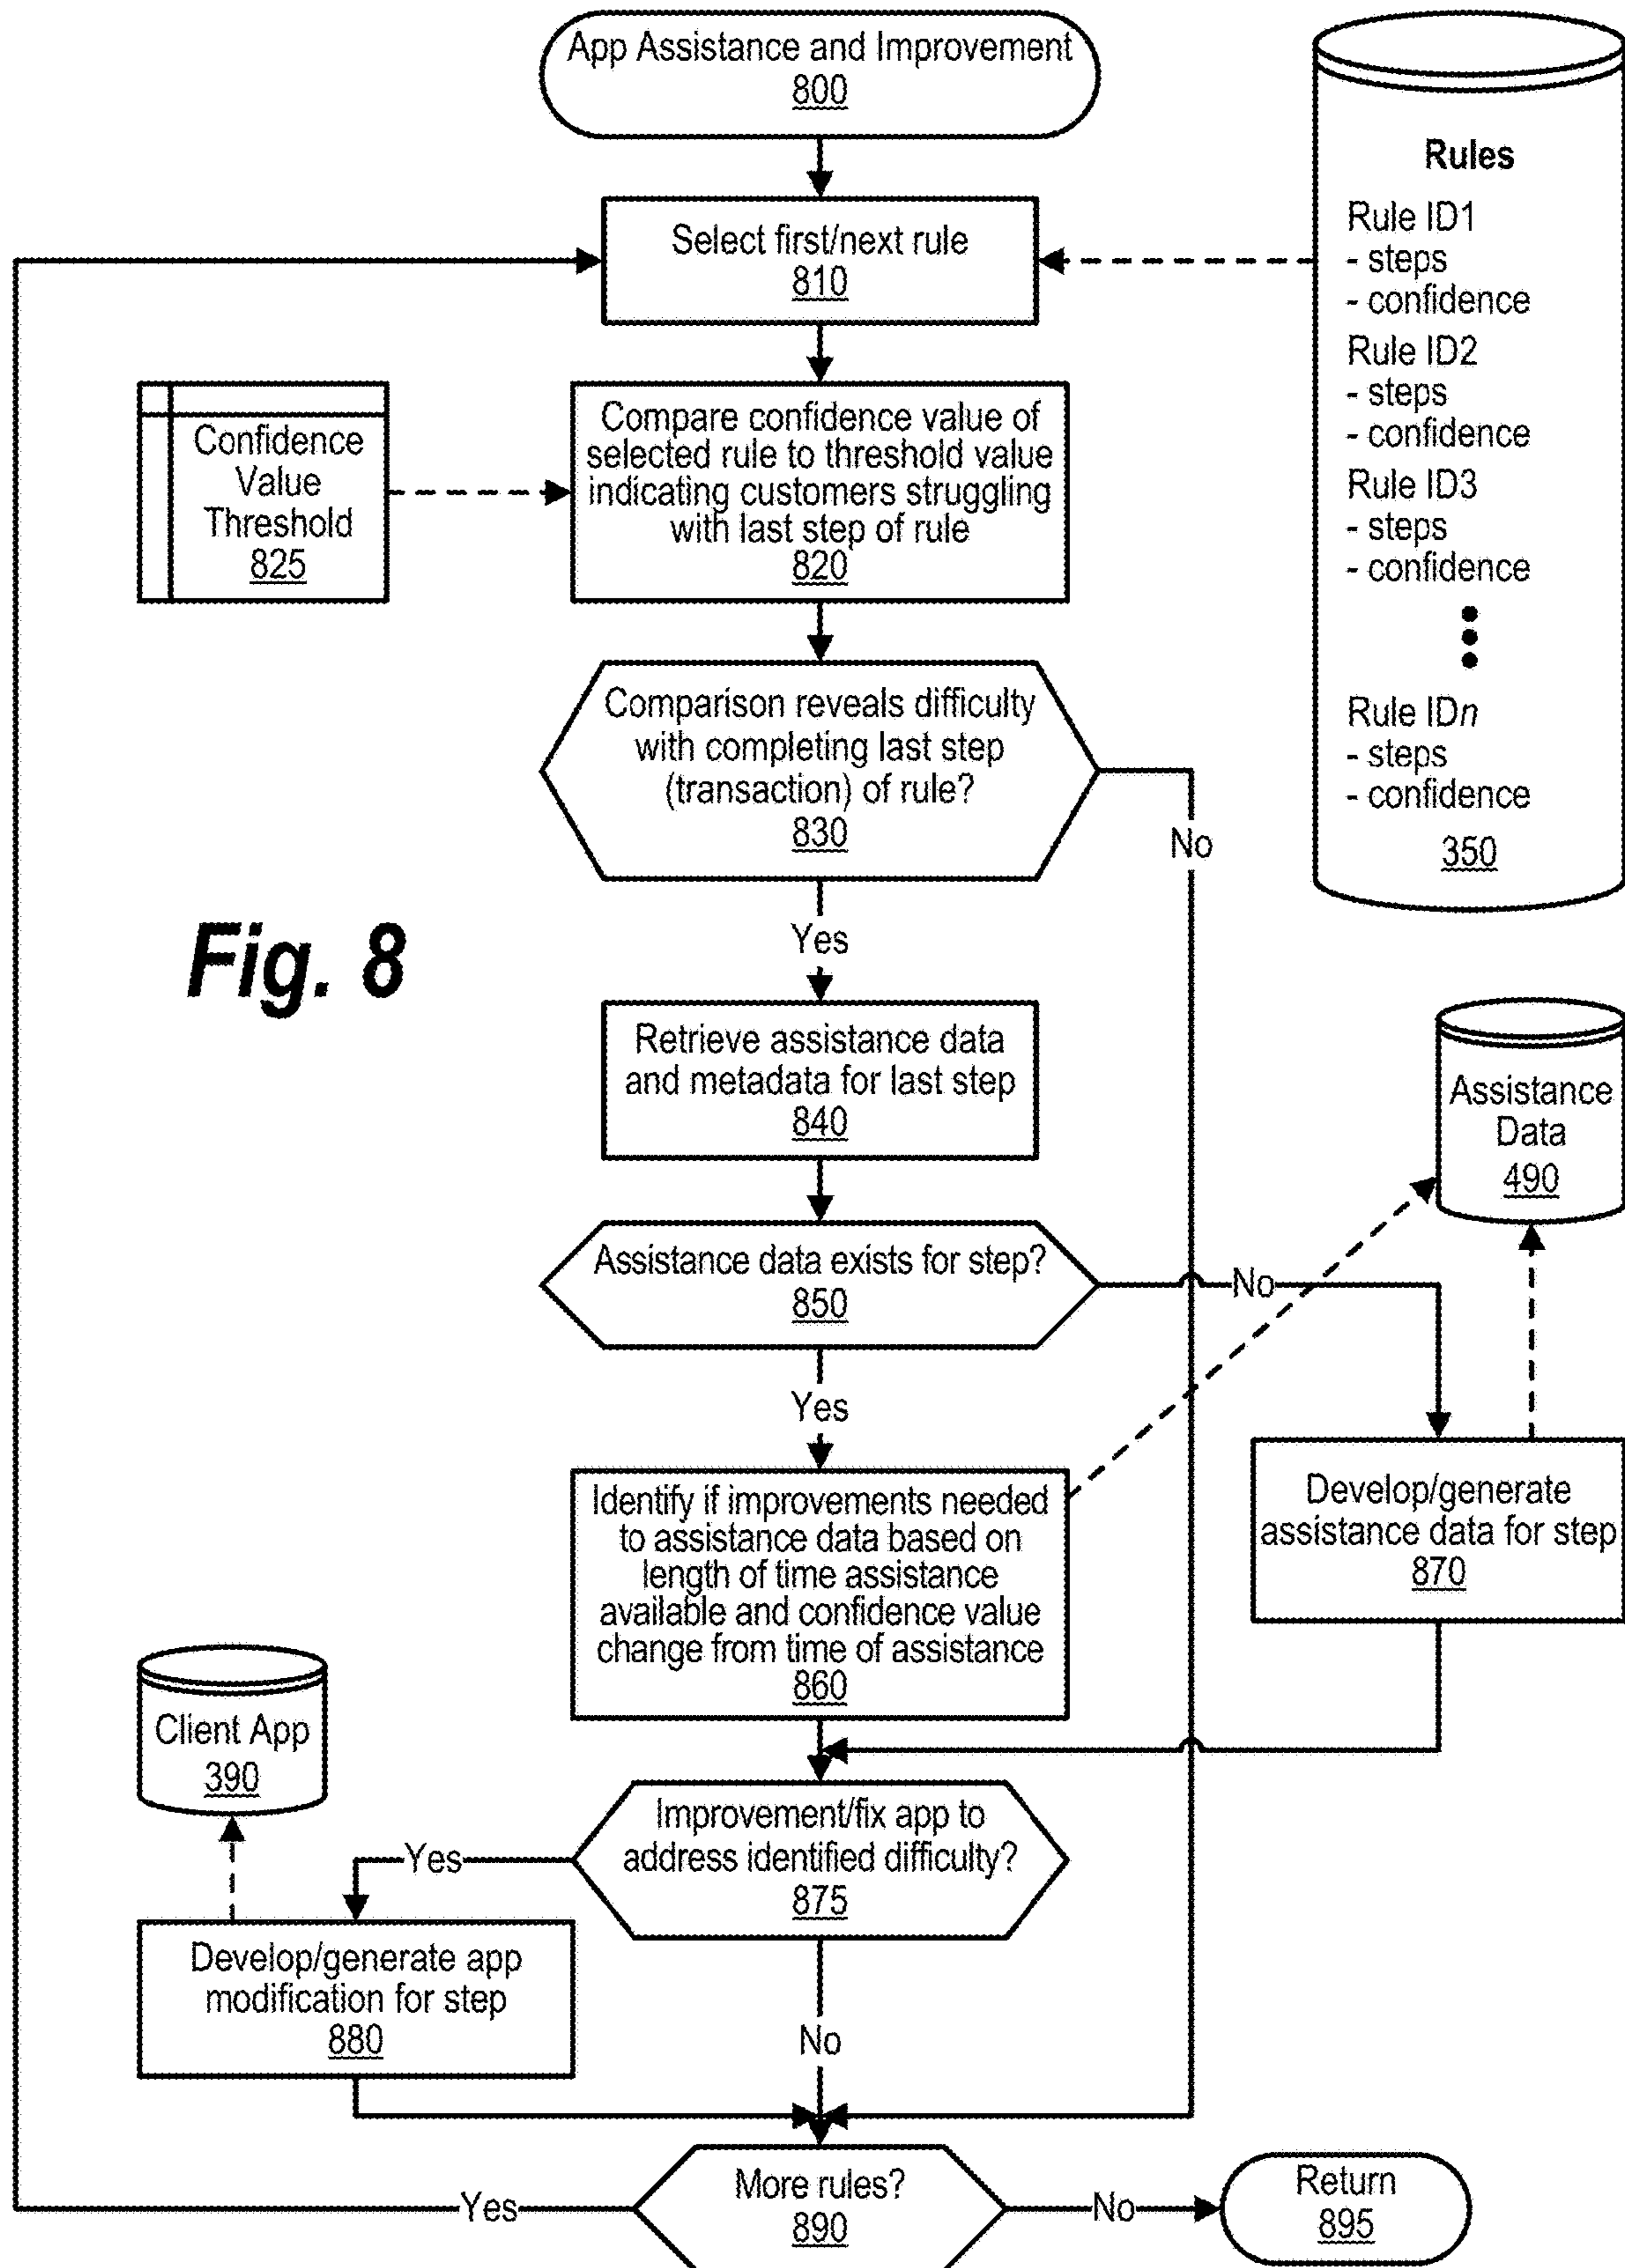 App Assistance and Improvement
800
Rules
Rule ID1
- steps
- confidence
Rule ID2
- steps
- confidence
Rule ID3
- steps
- confidence
Rule IDn
- steps
- confidence
350
Select first/next rule
810
Confidence
Value
Threshold
825
Compare confidence value of
selected rule to threshold value
indicating customers struggling
with last step of rule
820
Comparison reveals difficulty
with completing last step
(transaction) of rule?
830
No
Yes
Fig. 8
Retrieve assistance data
and metadata for last step
840
Assistance
Data
490
Assistance data exists for step?
850
No
Yes
Identify if improvements needed
to assistance data based on
length of time assistance
available and confidence value
change from time of assistance
860
Develop/generate
assistance data for step
870
Client App
390
Improvement/fix app to
address identified difficulty?
875
Yes
Develop/generate app
modification for step
880
No
More rules?
890
Yes
No
Return
895